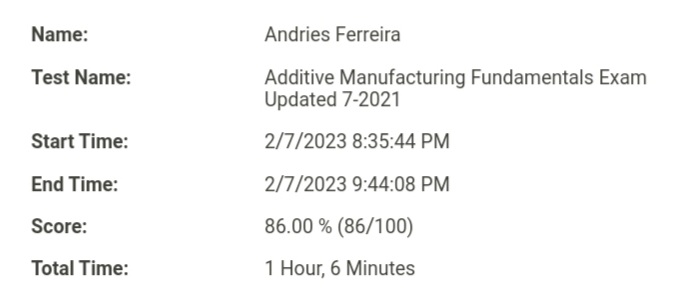 Name: Andries Ferreira
Test Name: Additive Manufacturing Fundamentals Exam
Updated 7-2021
Start Time: 2/7/2023 8:35:44 PM
End Time: 2/7/2023 9:44:08 PM
Score: 86.00 % (86/100)
Total Time: 1 Hour, 6 Minutes